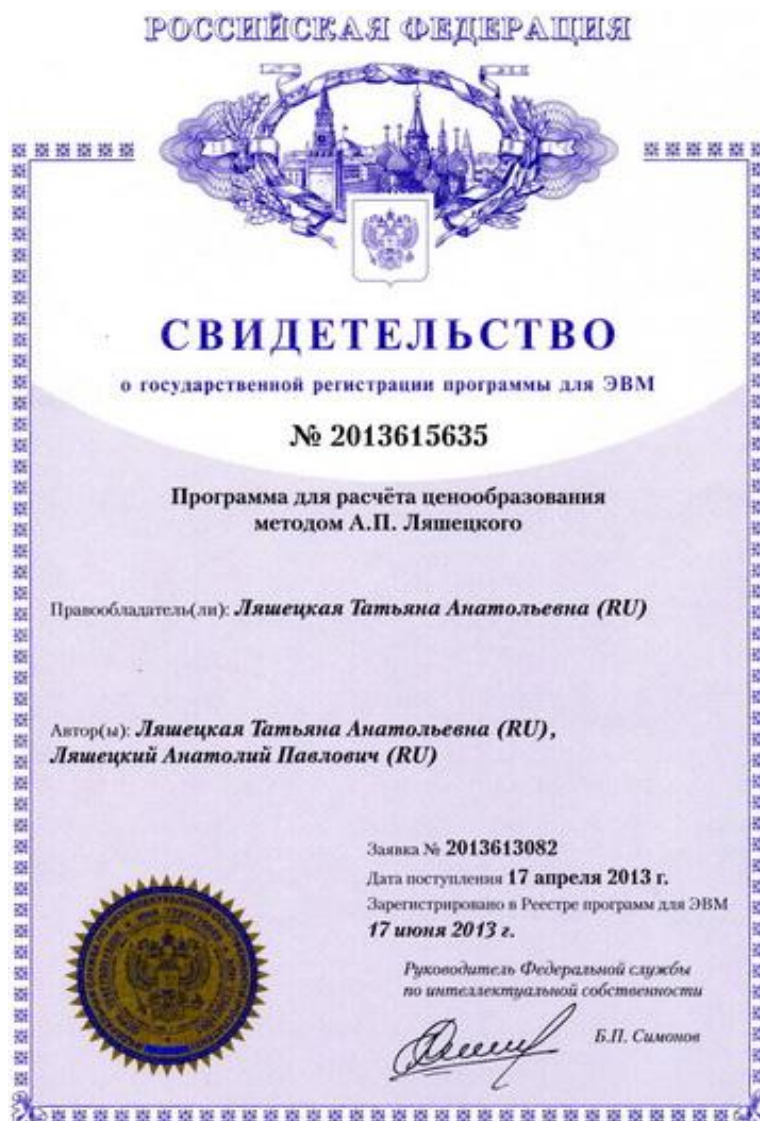 РОССИЙСКАЯ ФЕДЕРАЦИЯ
СВИДЕТЕЛЬСТВО
о государственной регистрации программы для ЭВМ
№ 2013615635
Программа для расчёта ценообразования
методом А.П. Ляшецкого
Правообладатель(ли): Ляшецкая Татьяна Анатольевна (RU)
Автор(ы): Ляшецкая Татьяна Анатольевна (RU),
Ляшецкий Анатолий Павлович (RU)
Заявка № 2013613082
Дата поступления 17 апреля 2013 г.
Зарегистрировано в Реестре программ для ЭВМ
17 июня 2013 г.
Руководитель Федеральной службы
по интеллектуальной собственности
Б.П. Симонов